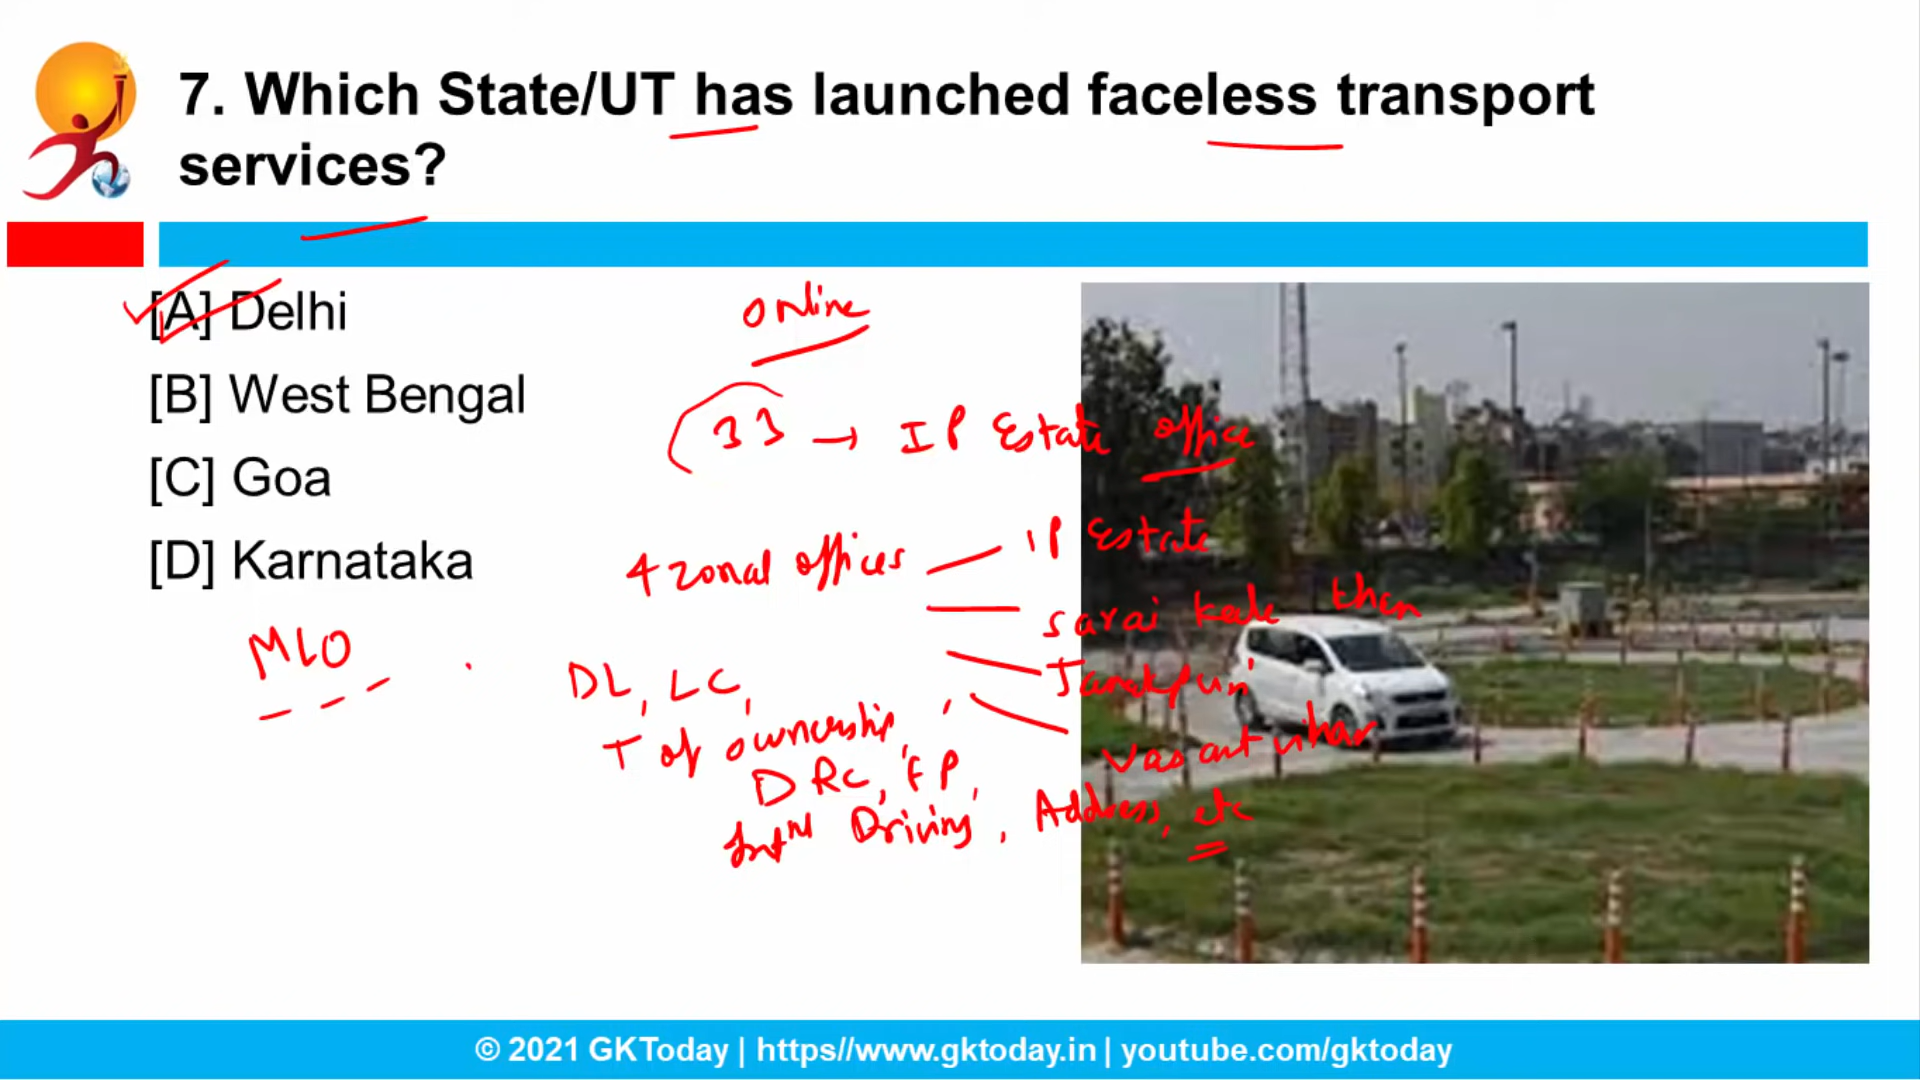 7. Which State/UT has launched faceless transport
services?
[A] Delhi
[B] West Bengal
[C] Goa
[D] Karnataka
online
33 → IP Estate office
4 zonal offices
IP Estate
Sarai Kale Khan
Janakpuri
Vasant vihar
MLO
DL, LC,
T of ownership,
DRC, FP,
Driving, Address, etc
© 2021 GKToday | https//www.gktoday.in | youtube.com/gktoday